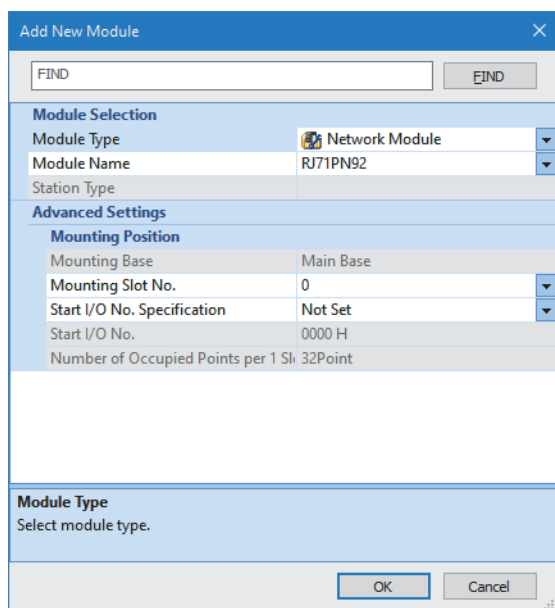 Add New Module
FIND
FIND
Module Selection
Module Type Network Module
Module Name RJ71PN92
Station Type
Advanced Settings
Mounting Position
Mounting Base Main Base
Mounting Slot No. 0
Start I/O No. Specification Not Set
Start I/O No. 0000 H
Number of Occupied Points per 1 Sl 32Point
Module Type
Select module type.
OK Cancel